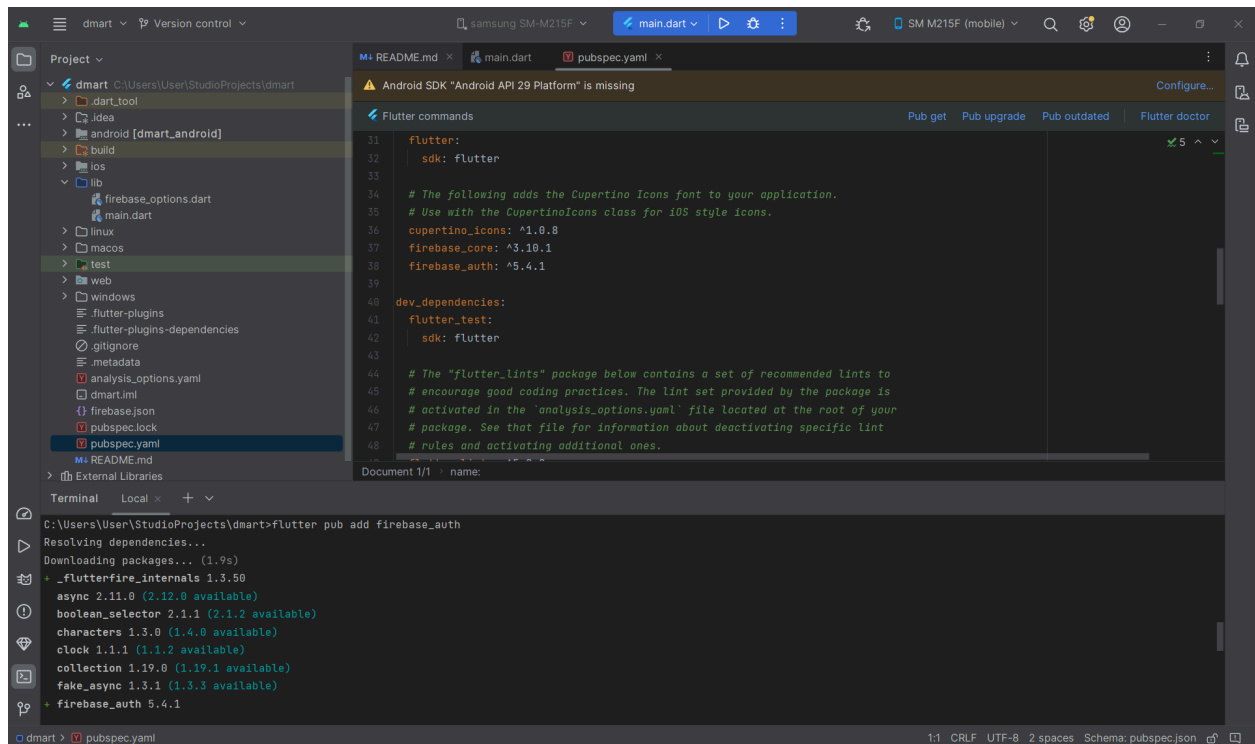 dmart
Version control
samsung SM-M215F
main.dart
SM M215F (mobile)
Project
README.md
main.dart
pubspec.yaml
dmart C:\Users\User\StudioProjects\dmart
.dart_tool
.idea
android [dmart_android]
build
ios
lib
firebase_options.dart
main.dart
linux
macos
test
web
windows
.flutter-plugins
.flutter-plugins-dependencies
.gitignore
.metadata
analysis_options.yaml
dmart.iml
firebase.json
pubspec.lock
pubspec.yaml
README.md
External Libraries
Android SDK "Android API 29 Platform" is missing
Configure...
Flutter commands
Pub get Pub upgrade Pub outdated Flutter doctor
5
31 flutter:
32 sdk: flutter
33
34 # The following adds the Cupertino Icons font to your application.
35 # Use with the CupertinoIcons class for iOS style icons.
36 cupertino_icons: ^1.0.8
37 firebase_core: ^3.10.1
38 firebase_auth: ^5.4.1
39
40 dev_dependencies:
41 flutter_test:
42 sdk: flutter
43
44 # The "flutter_lints" package below contains a set of recommended lints to
45 # encourage good coding practices. The lint set provided by the package is
46 # activated in the `analysis_options.yaml` file located at the root of your
47 # package. See that file for information about deactivating specific lint
48 # rules and activating additional ones.
Document 1/1 › name:
Terminal Local
C:\Users\User\StudioProjects\dmart>flutter pub add firebase_auth
Resolving dependencies...
Downloading packages... (1.9s)
+ _flutterfire_internals 1.3.50
async 2.11.0 (2.12.0 available)
boolean_selector 2.1.1 (2.1.2 available)
characters 1.3.0 (1.4.0 available)
clock 1.1.1 (1.1.2 available)
collection 1.19.0 (1.19.1 available)
fake_async 1.3.1 (1.3.3 available)
+ firebase_auth 5.4.1
dmart › pubspec.yaml
1:1 CRLF UTF-8 2 spaces Schema: pubspec.json